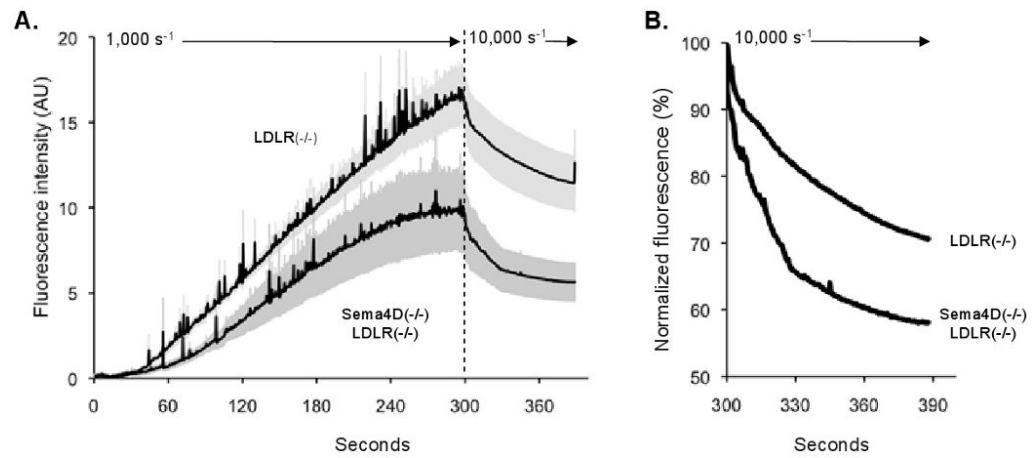 A.
1,000 s⁻¹
10,000 s⁻¹
Fluorescence intensity (AU)
20
15
10
5
0
LDLR(-/-)
Sema4D(-/-)
LDLR(-/-)
0 60 120 180 240 300 360
Seconds
B.
10,000 s⁻¹
Normalized fluorescence (%)
100
90
80
70
60
50
LDLR(-/-)
Sema4D(-/-)
LDLR(-/-)
300 330 360 390
Seconds